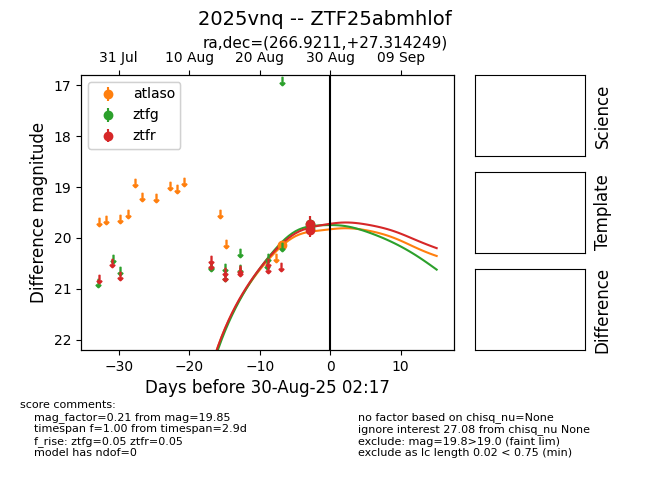 2025vnq -- ZTF25abmhlof
ra,dec=(266.9211,+27.314249)
31 Jul 10 Aug 20 Aug 30 Aug 09 Sep
atlaso
ztfg
ztfr
17
18
19
20
21
22
Difference magnitude
−30 −20 −10 0 10
Days before 30-Aug-25 02:17
Science
Template
Difference
score comments:
mag_factor=0.21 from mag=19.85
timespan f=1.00 from timespan=2.9d
f_rise: ztfg=0.05 ztfr=0.05
model has ndof=0
no factor based on chisq_nu=None
ignore interest 27.08 from chisq_nu None
exclude: mag=19.8>19.0 (faint lim)
exclude as lc length 0.02 < 0.75 (min)